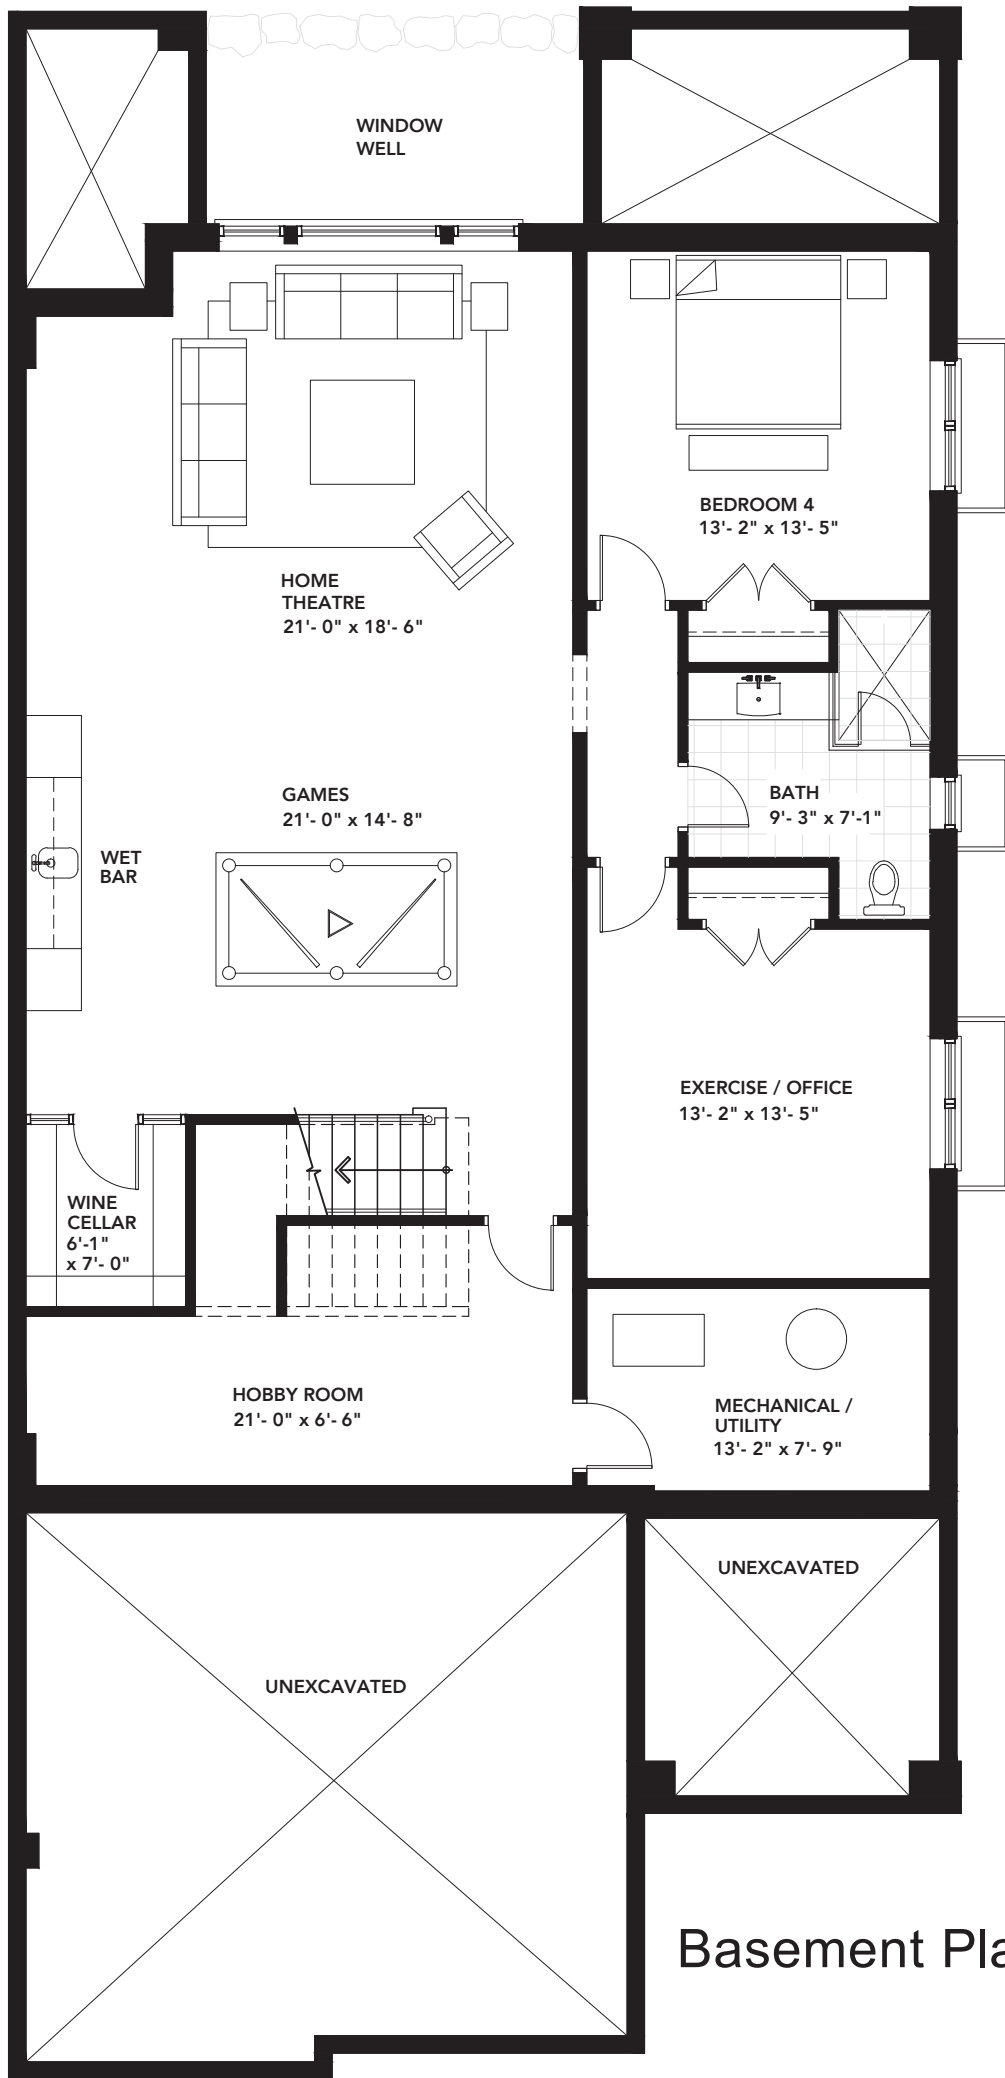 WINDOW
WELL
BEDROOM 4
13'- 2" x 13'- 5"
HOME
THEATRE
21'- 0" x 18'- 6"
GAMES
21'- 0" x 14'- 8"
BATH
9'- 3" x 7'-1"
WET
BAR
EXERCISE / OFFICE
13'- 2" x 13'- 5"
WINE
CELLAR
6'-1"
x 7'- 0"
HOBBY ROOM
21'- 0" x 6'- 6"
MECHANICAL /
UTILITY
13'- 2" x 7'- 9"
UNEXCAVATED
UNEXCAVATED
Basement Pla